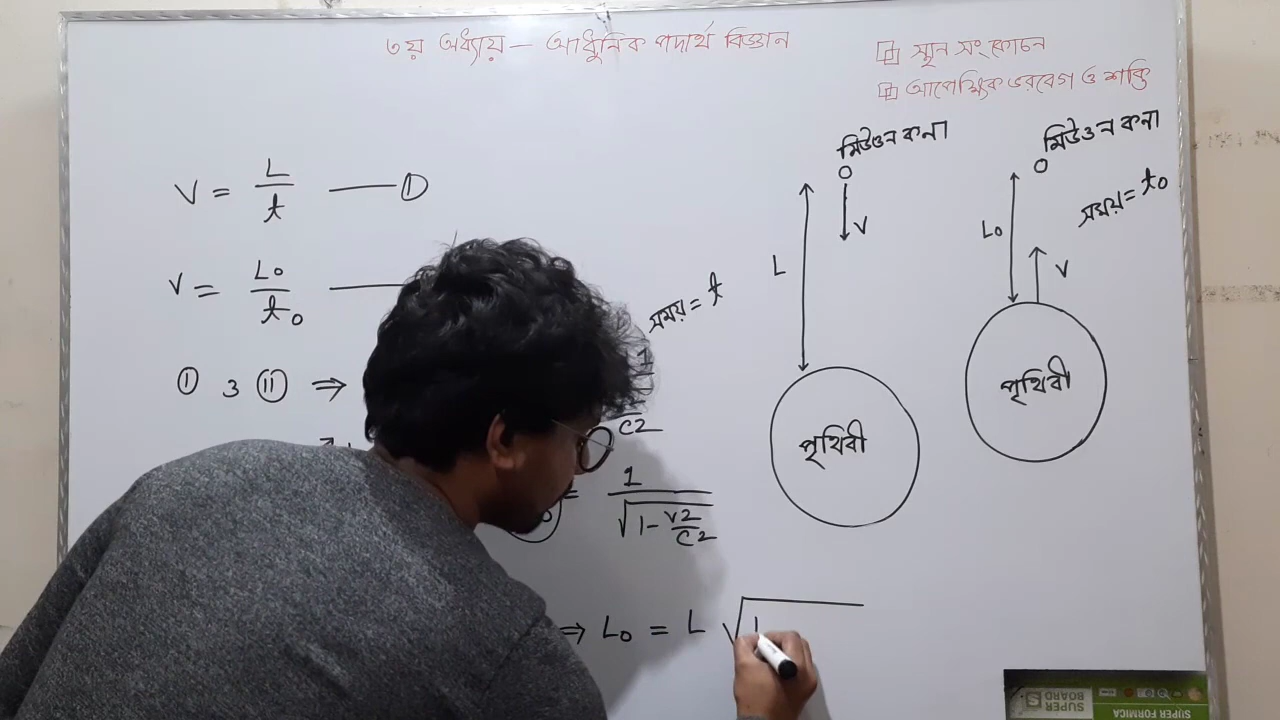 ৩য় অধ্যায় – আধুনিক পদার্থ বিজ্ঞান
স্থান সংকোচন
আপেক্ষিক ভরবেগ ও শক্তি
V = L/t —— ①
V = L₀/t₀ ——
① ও ⑪ ⇒
1
C2
= 1/√(1-V2/C2)
⇒ L₀ = L √1
সময় = t
মিউওন কনা
V
L
পৃথিবী
মিউওন কনা
সময় = t₀
L₀
V
পৃথিবী
SUPER BOARD
SUPER FORMICA